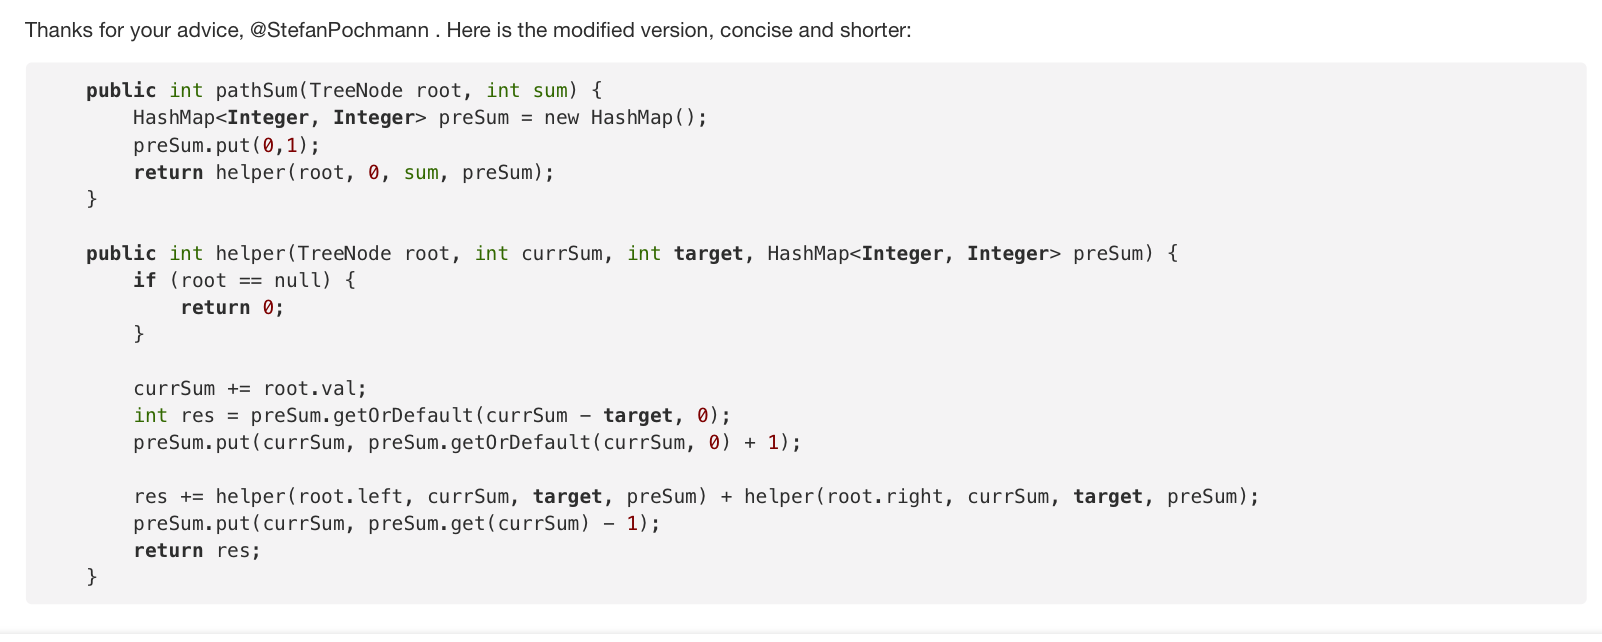 Thanks for your advice, @StefanPochmann . Here is the modified version, concise and shorter:
public int pathSum(TreeNode root, int sum) {
HashMap<Integer, Integer> preSum = new HashMap();
preSum.put(0,1);
return helper(root, 0, sum, preSum);
}
public int helper(TreeNode root, int currSum, int target, HashMap<Integer, Integer> preSum) {
if (root == null) {
return 0;
}
currSum += root.val;
int res = preSum.getOrDefault(currSum - target, 0);
preSum.put(currSum, preSum.getOrDefault(currSum, 0) + 1);
res += helper(root.left, currSum, target, preSum) + helper(root.right, currSum, target, preSum);
preSum.put(currSum, preSum.get(currSum) - 1);
return res;
}